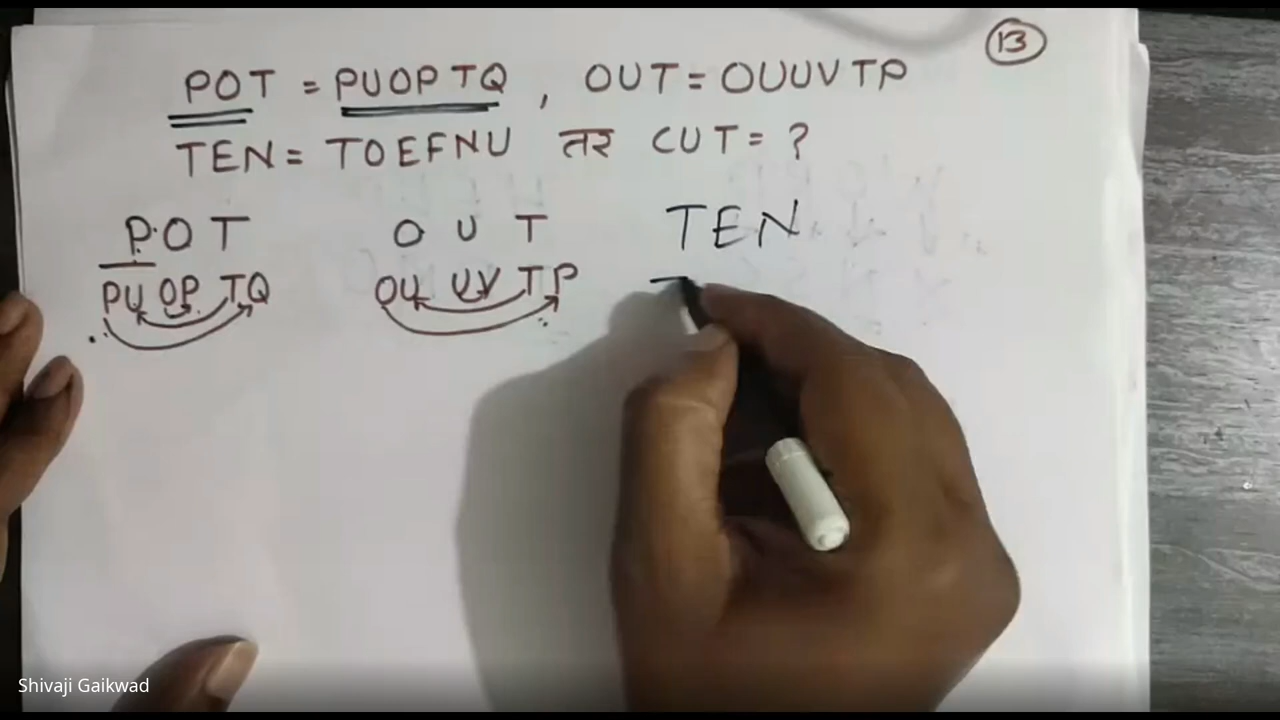 13
POT = PUOPTQ , OUT = OUUVTP
TEN = TOEFNU तर CUT = ?
POT OUT TEN
PU OP TQ OU UV TP T
Shivaji Gaikwad